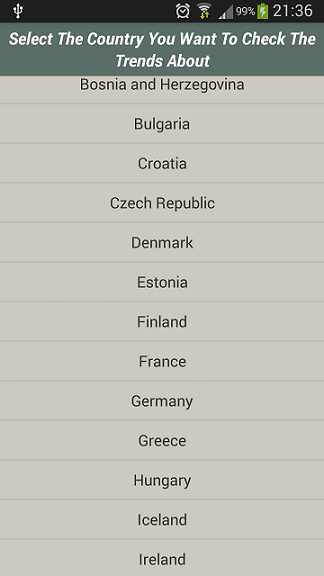 99% 21:36
Select The Country You Want To Check The
Trends About
Bosnia and Herzegovina
Bulgaria
Croatia
Czech Republic
Denmark
Estonia
Finland
France
Germany
Greece
Hungary
Iceland
Ireland